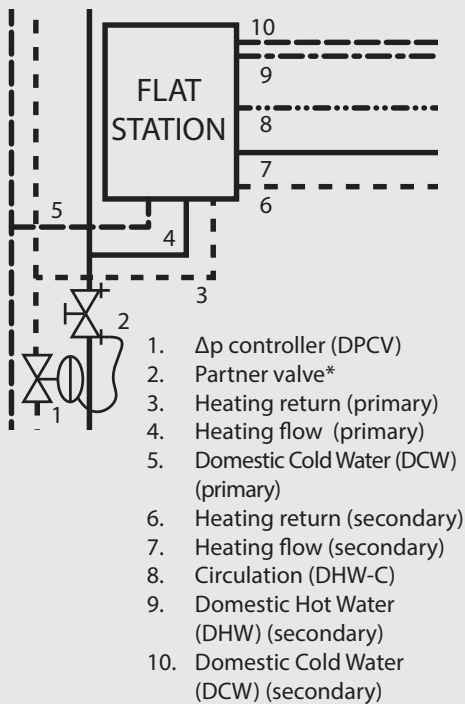 10
9
FLAT
STATION
8
7
6
5
4
3
2
1
1. Δp controller (DPCV)
2. Partner valve*
3. Heating return (primary)
4. Heating flow (primary)
5. Domestic Cold Water (DCW)
(primary)
6. Heating return (secondary)
7. Heating flow (secondary)
8. Circulation (DHW-C)
9. Domestic Hot Water
(DHW) (secondary)
10. Domestic Cold Water
(DCW) (secondary)